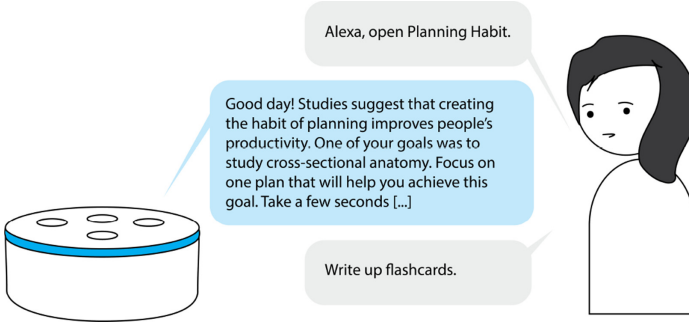 Alexa, open Planning Habit.
Good day! Studies suggest that creating
the habit of planning improves people's
productivity. One of your goals was to
study cross-sectional anatomy. Focus on
one plan that will help you achieve this
goal. Take a few seconds [...]
Write up flashcards.